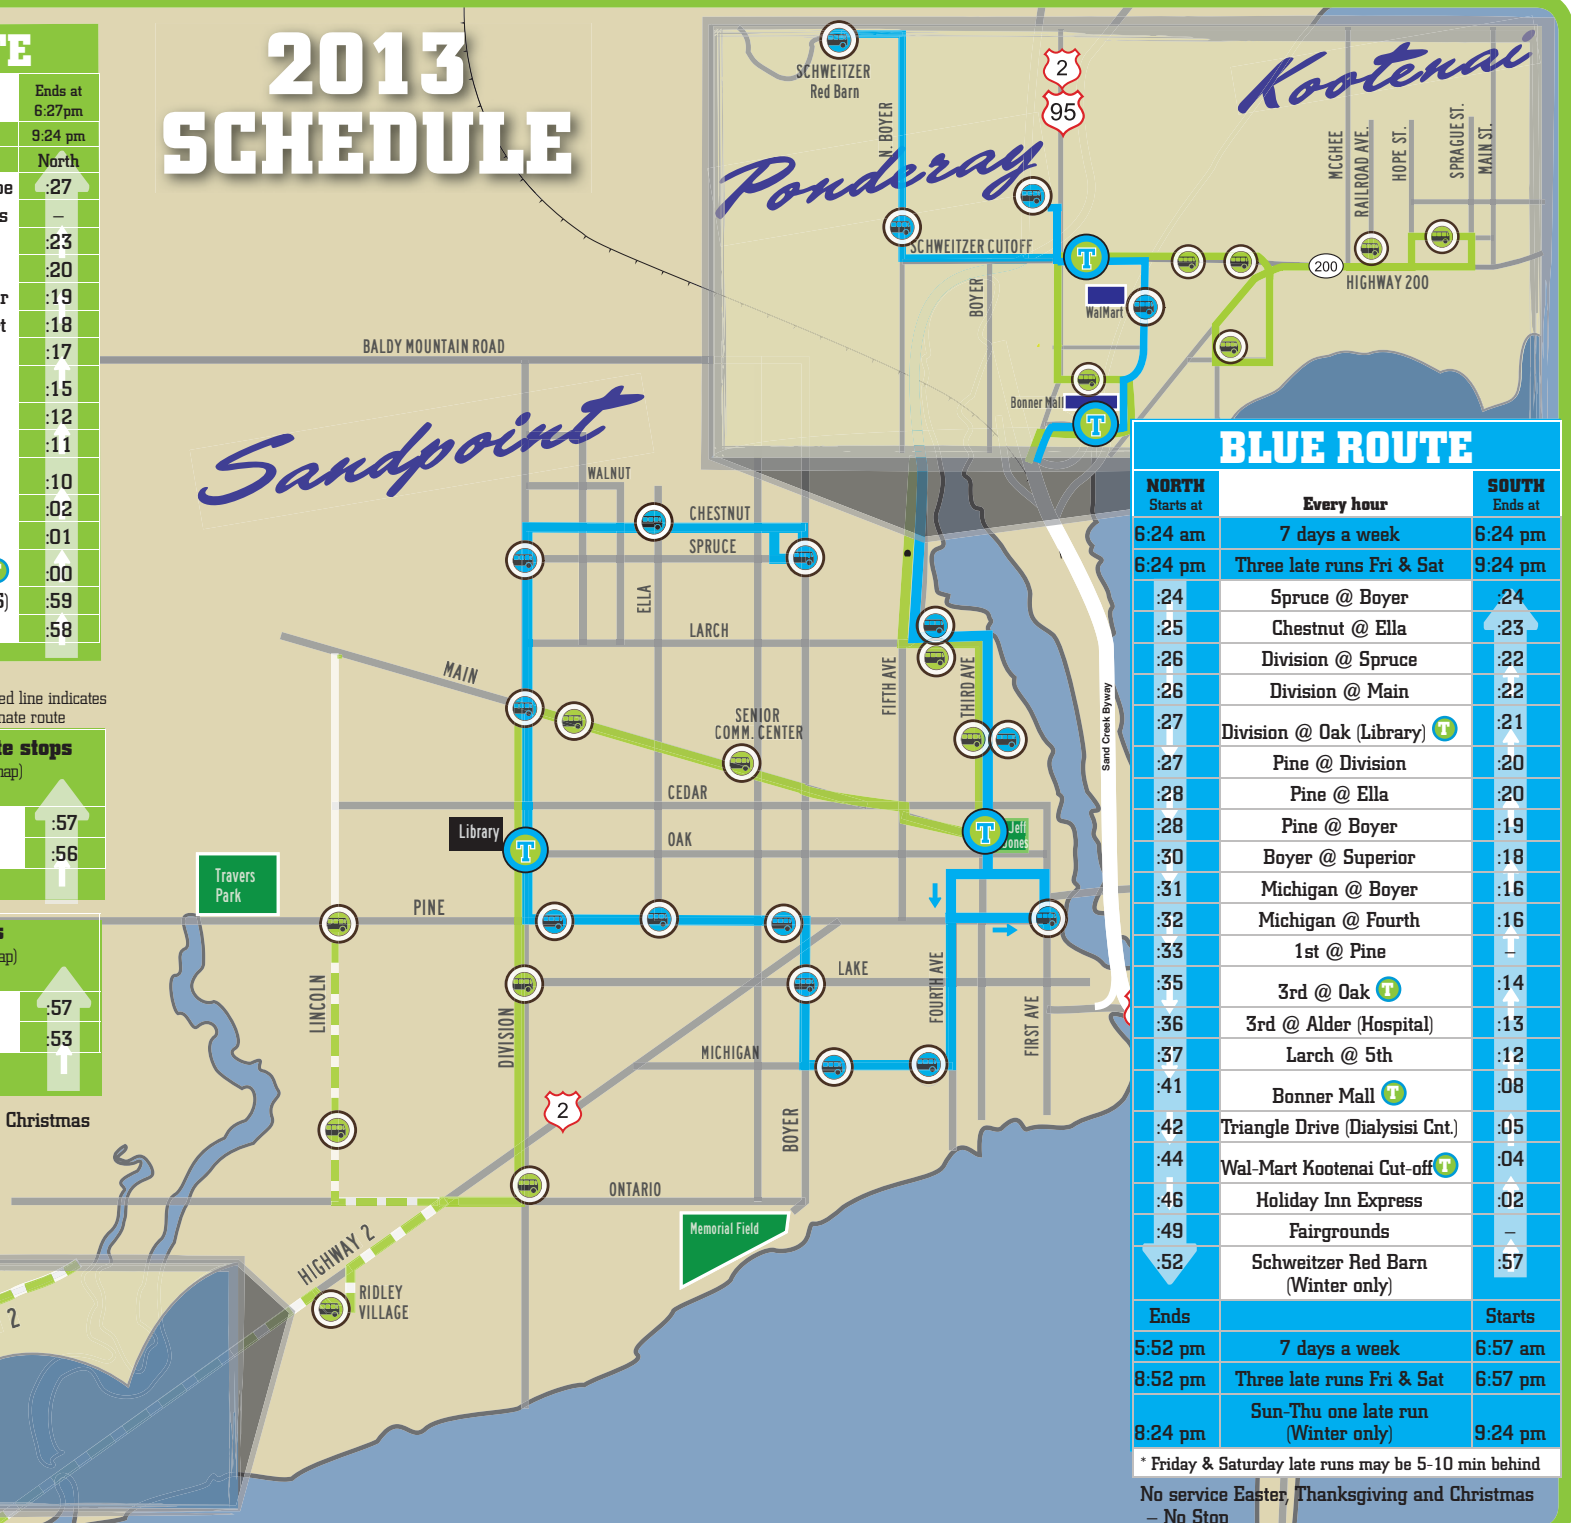 2013
SCHEDULE
Ends at
6:27pm
9:24 pm
North
:27
–
:23
:20
:19
:18
:17
:15
:12
:11
:10
:02
:01
:00
:59
:58
ed line indicates
nate route
te stops
:57
:56
:57
:53
Christmas
SCHWEITZER
Red Barn
N. BOYER
2
95
Kootenai
Ponderay
MCGHEE
RAILROAD AVE.
HOPE ST.
SPRAGUE ST.
MAIN ST.
SCHWEITZER CUTOFF
T
200
HIGHWAY 200
BOYER
WalMart
Bonner Mall
T
BALDY MOUNTAIN ROAD
Sandpoint
WALNUT
CHESTNUT
SPRUCE
ELLA
LARCH
MAIN
FIFTH AVE
THIRD AVE
SENIOR
COMM. CENTER
Sand Creek Byway
CEDAR
Library
T
OAK
T
Jeff
Jones
Travers
Park
PINE
LINCOLN
LAKE
FOURTH AVE
FIRST AVE
DIVISION
MICHIGAN
2
BOYER
ONTARIO
Memorial Field
HIGHWAY 2
RIDLEY
VILLAGE
2
BLUE ROUTE
NORTH Every hour SOUTH
Starts at Ends at
6:24 am 7 days a week 6:24 pm
6:24 pm Three late runs Fri & Sat 9:24 pm
:24 Spruce @ Boyer :24
:25 Chestnut @ Ella :23
:26 Division @ Spruce :22
:26 Division @ Main :22
:27 Division @ Oak (Library) T :21
:27 Pine @ Division :20
:28 Pine @ Ella :20
:28 Pine @ Boyer :19
:30 Boyer @ Superior :18
:31 Michigan @ Boyer :16
:32 Michigan @ Fourth :16
:33 1st @ Pine –
:35 3rd @ Oak T :14
:36 3rd @ Alder (Hospital) :13
:37 Larch @ 5th :12
:41 Bonner Mall T :08
:42 Triangle Drive (Dialysisi Cnt.) :05
:44 Wal-Mart Kootenai Cut-off T :04
:46 Holiday Inn Express :02
:49 Fairgrounds –
:52 Schweitzer Red Barn :57
(Winter only)
Ends Starts
5:52 pm 7 days a week 6:57 am
8:52 pm Three late runs Fri & Sat 6:57 pm
Sun-Thu one late run
8:24 pm (Winter only) 9:24 pm
* Friday & Saturday late runs may be 5-10 min behind
No service Easter, Thanksgiving and Christmas
– No Stop